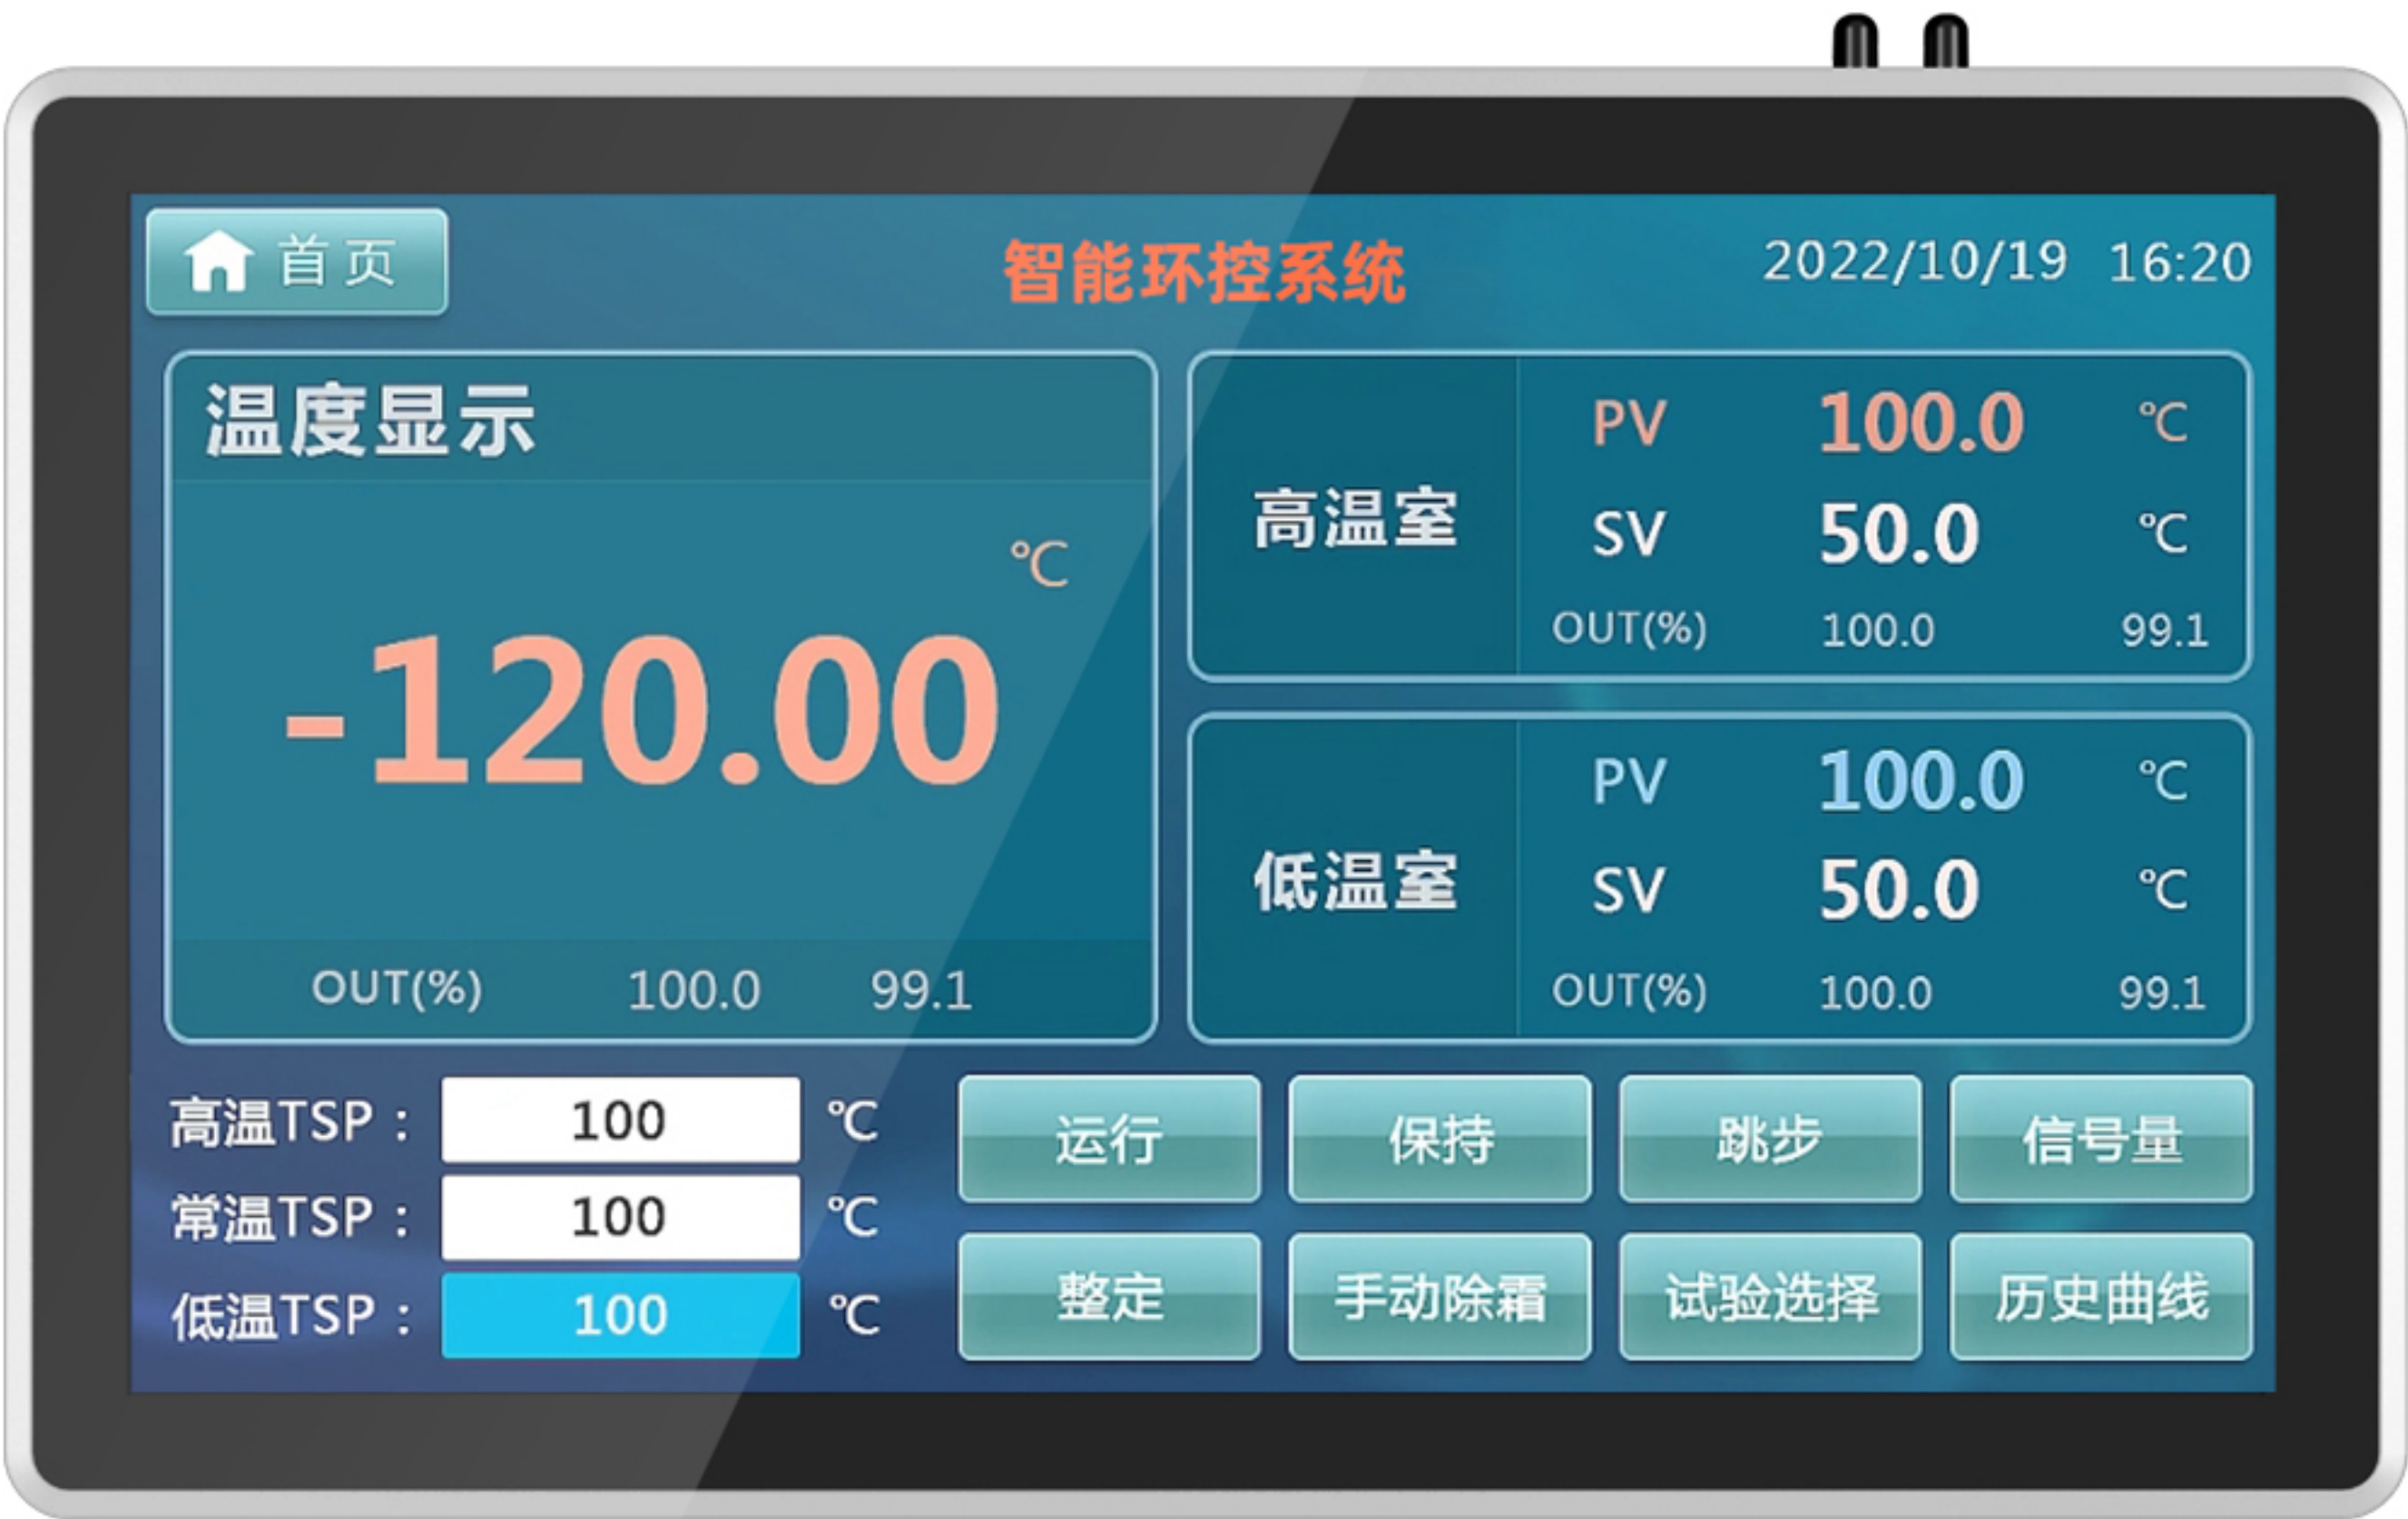 首页
智能环控系统
2022/10/19 16:20
温度显示
℃
-120.00
OUT(%) 100.0 99.1
高温室
PV 100.0 ℃
SV 50.0 ℃
OUT(%) 100.0 99.1
低温室
PV 100.0 ℃
SV 50.0 ℃
OUT(%) 100.0 99.1
高温TSP： 100 ℃
常温TSP： 100 ℃
低温TSP： 100 ℃
运行 保持 跳步 信号量
整定 手动除霜 试验选择 历史曲线